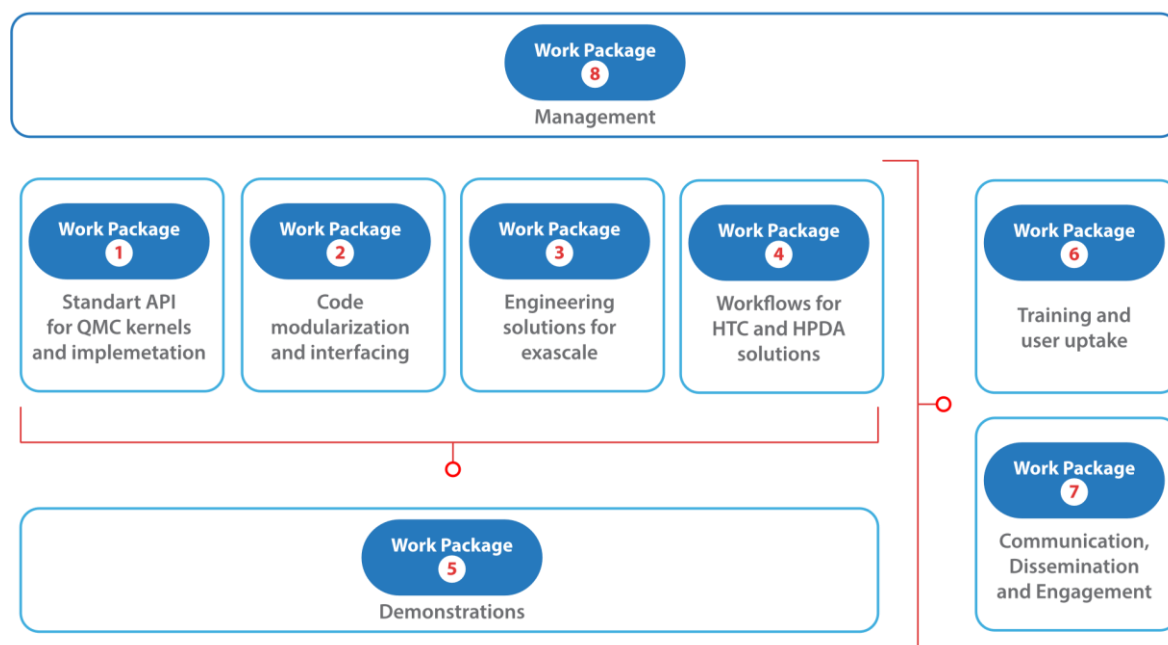 Work Package
8
Management
Work Package
1
Standart API
for QMC kernels
and implemetation
Work Package
2
Code
modularization
and interfacing
Work Package
3
Engineering
solutions for
exascale
Work Package
4
Workflows for
HTC and HPDA
solutions
Work Package
6
Training and
user uptake
Work Package
7
Communication,
Dissemination
and Engagement
Work Package
5
Demonstrations